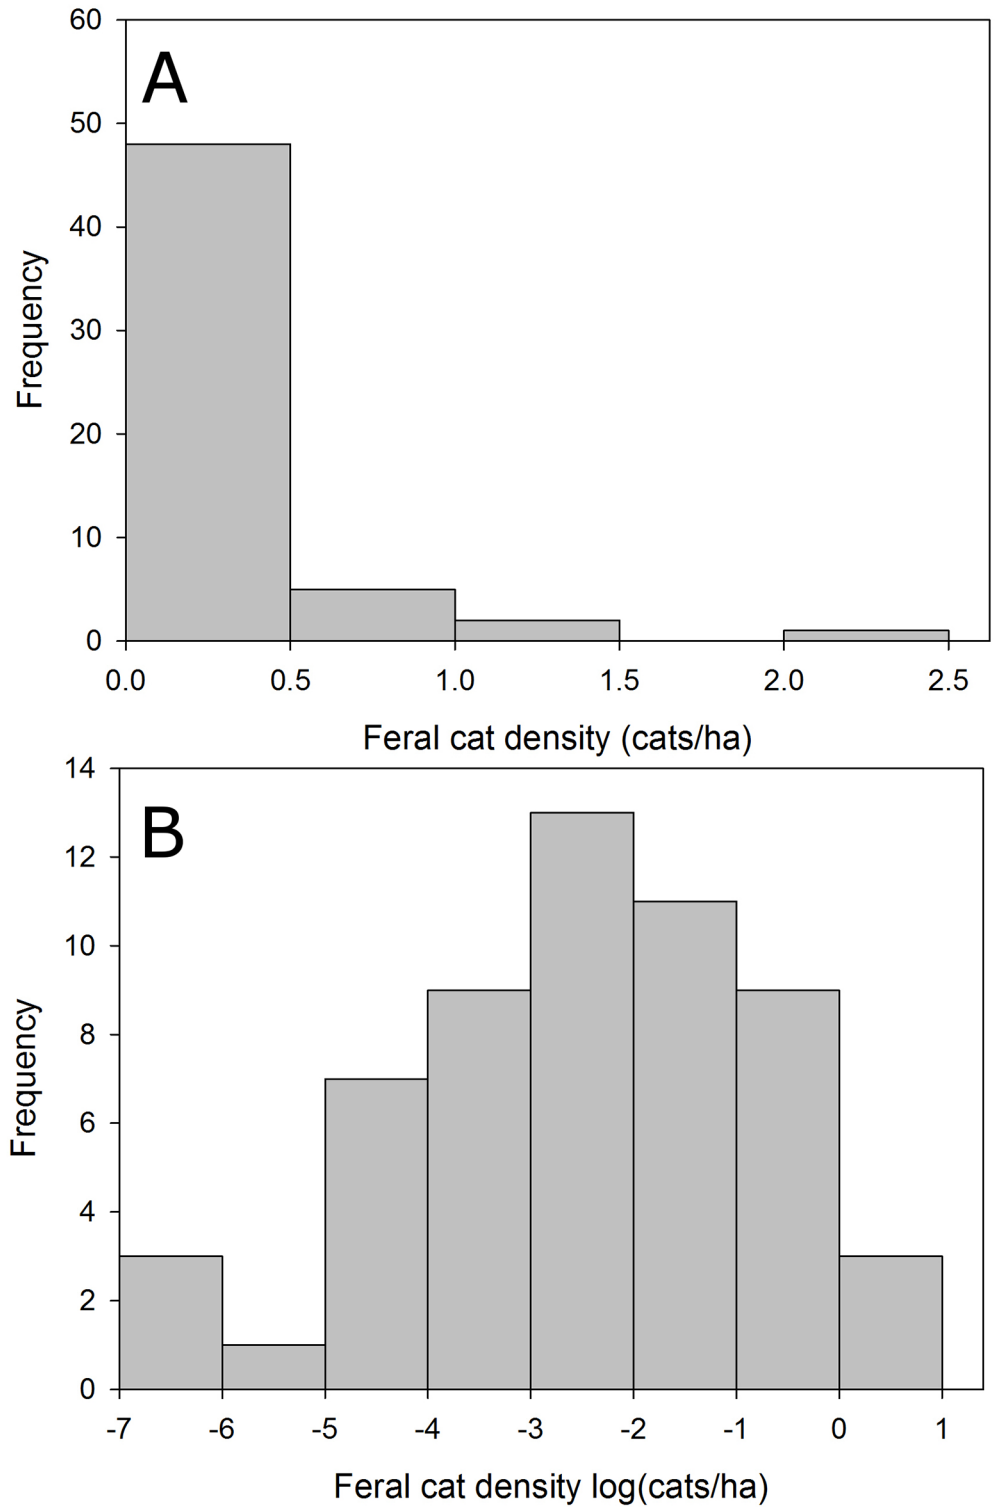 A
60
50
40
30
20
10
0
Frequency
0.0 0.5 1.0 1.5 2.0 2.5
Feral cat density (cats/ha)
B
14
12
10
8
6
4
2
0
Frequency
-7 -6 -5 -4 -3 -2 -1 0 1
Feral cat density log(cats/ha)